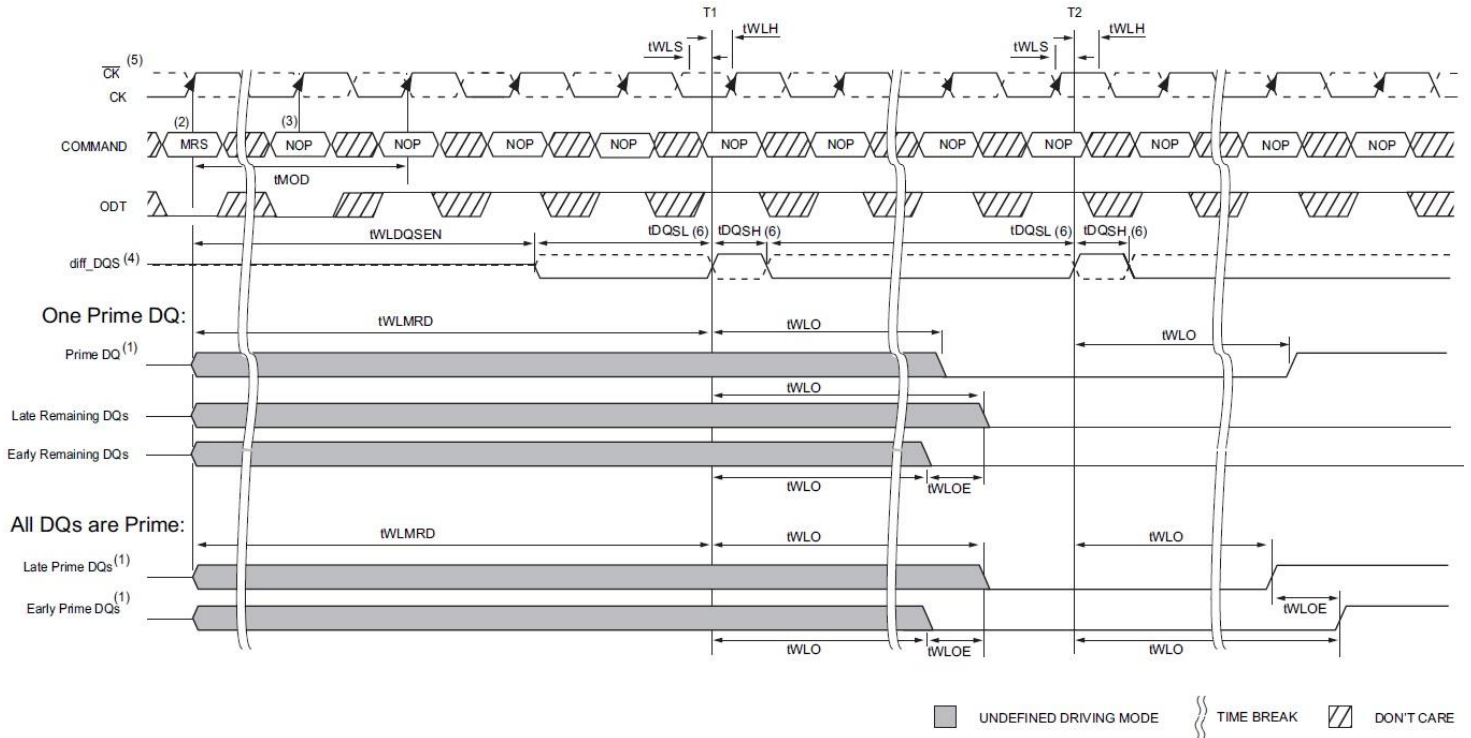 T1 T2
tWLH tWLH
tWLS tWLS
CK (5)
CK
(2) (3)
COMMAND MRS NOP NOP NOP NOP NOP NOP NOP NOP NOP NOP NOP
tMOD
ODT
tWLDQSEN tDQSL (6) tDQSH (6) tDQSL (6) tDQSH (6)
diff_DQS (4)
One Prime DQ:
tWLMRD tWLO tWLO
Prime DQ (1)
tWLO
Late Remaining DQs
Early Remaining DQs
tWLO tWLOE
All DQs are Prime:
tWLMRD tWLO tWLO
Late Prime DQs (1)
tWLOE
Early Prime DQs (1)
tWLO tWLOE tWLO
UNDEFINED DRIVING MODE TIME BREAK DON'T CARE